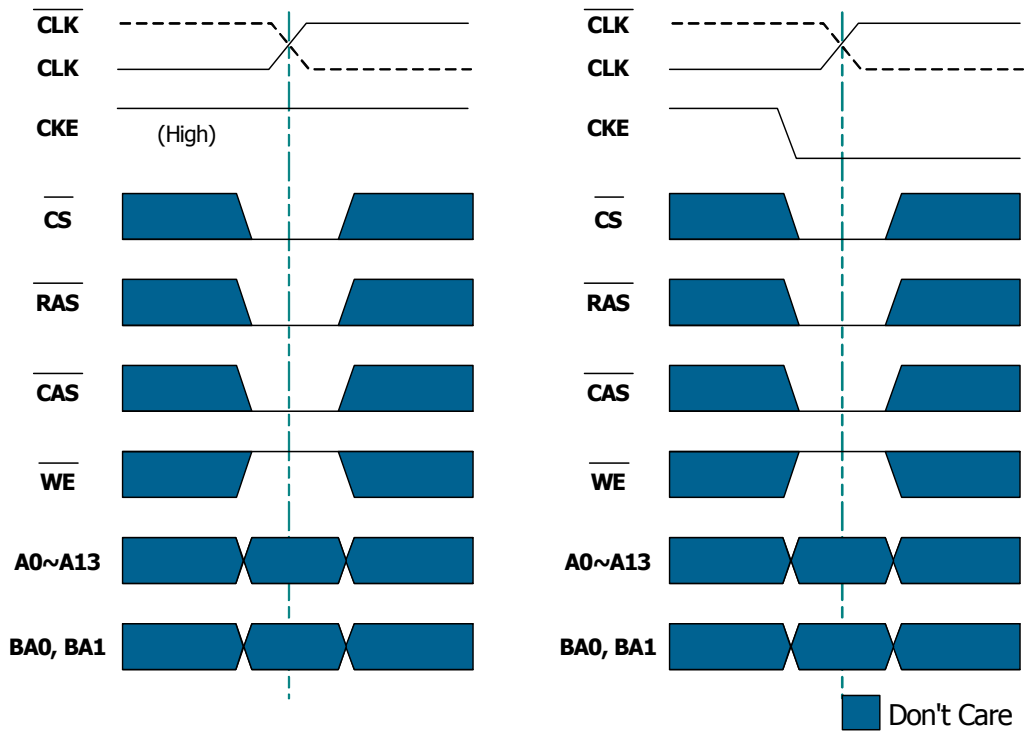 CLK CLK
CLK CLK
CKE CKE
(High)
CS CS
RAS RAS
CAS CAS
WE WE
A0~A13 A0~A13
BA0, BA1 BA0, BA1
Don't Care